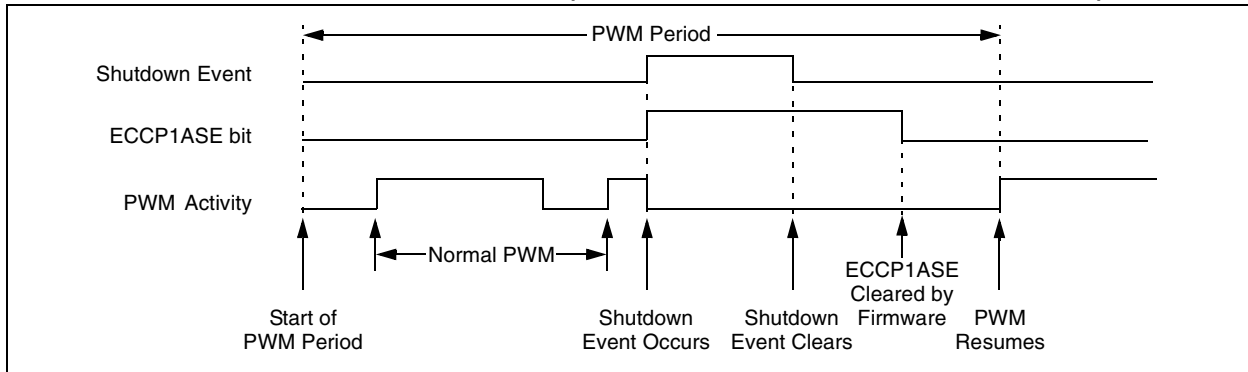 PWM Period
Shutdown Event
ECCP1ASE bit
PWM Activity
Normal PWM
Start of
PWM Period
Shutdown
Event Occurs
Shutdown
Event Clears
ECCP1ASE
Cleared by
Firmware
PWM
Resumes